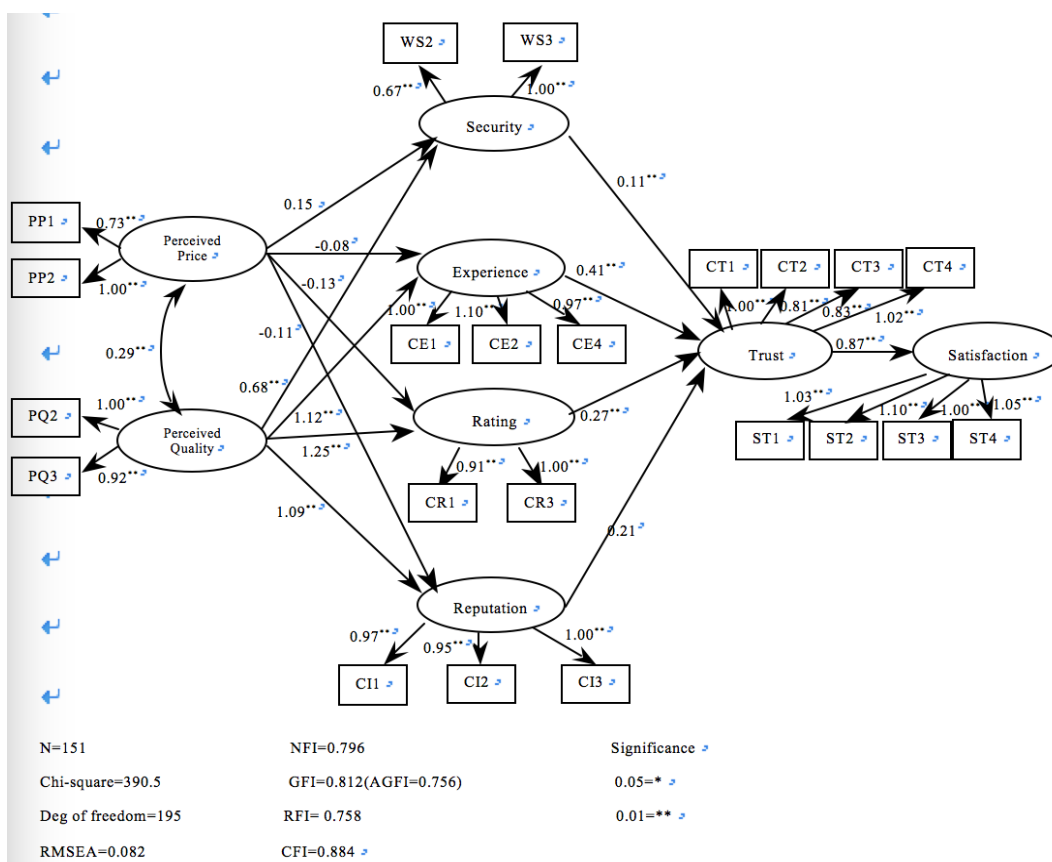 WS2
WS3
0.67**
1.00**
Security
0.11**
PP1
0.73**
Perceived
Price
0.15
PP2
1.00**
-0.08
Experience
0.41**
CT1
CT2
CT3
CT4
-0.13
1.00**
1.10**
0.97**
1.00**
0.81**
0.83**
1.02**
-0.11
CE1
CE2
CE4
0.29**
Trust
0.87**
Satisfaction
0.68**
PQ2
1.00**
Perceived
Quality
1.12**
Rating
0.27**
1.03**
1.10**
1.00**
1.05**
1.25**
ST1
ST2
ST3
ST4
PQ3
0.92**
0.91**
1.00**
1.09**
CR1
CR3
0.21
Reputation
0.97**
0.95**
1.00**
CI1
CI2
CI3
N=151 NFI=0.796 Significance
Chi-square=390.5 GFI=0.812(AGFI=0.756) 0.05=*
Deg of freedom=195 RFI= 0.758 0.01=**
RMSEA=0.082 CFI=0.884